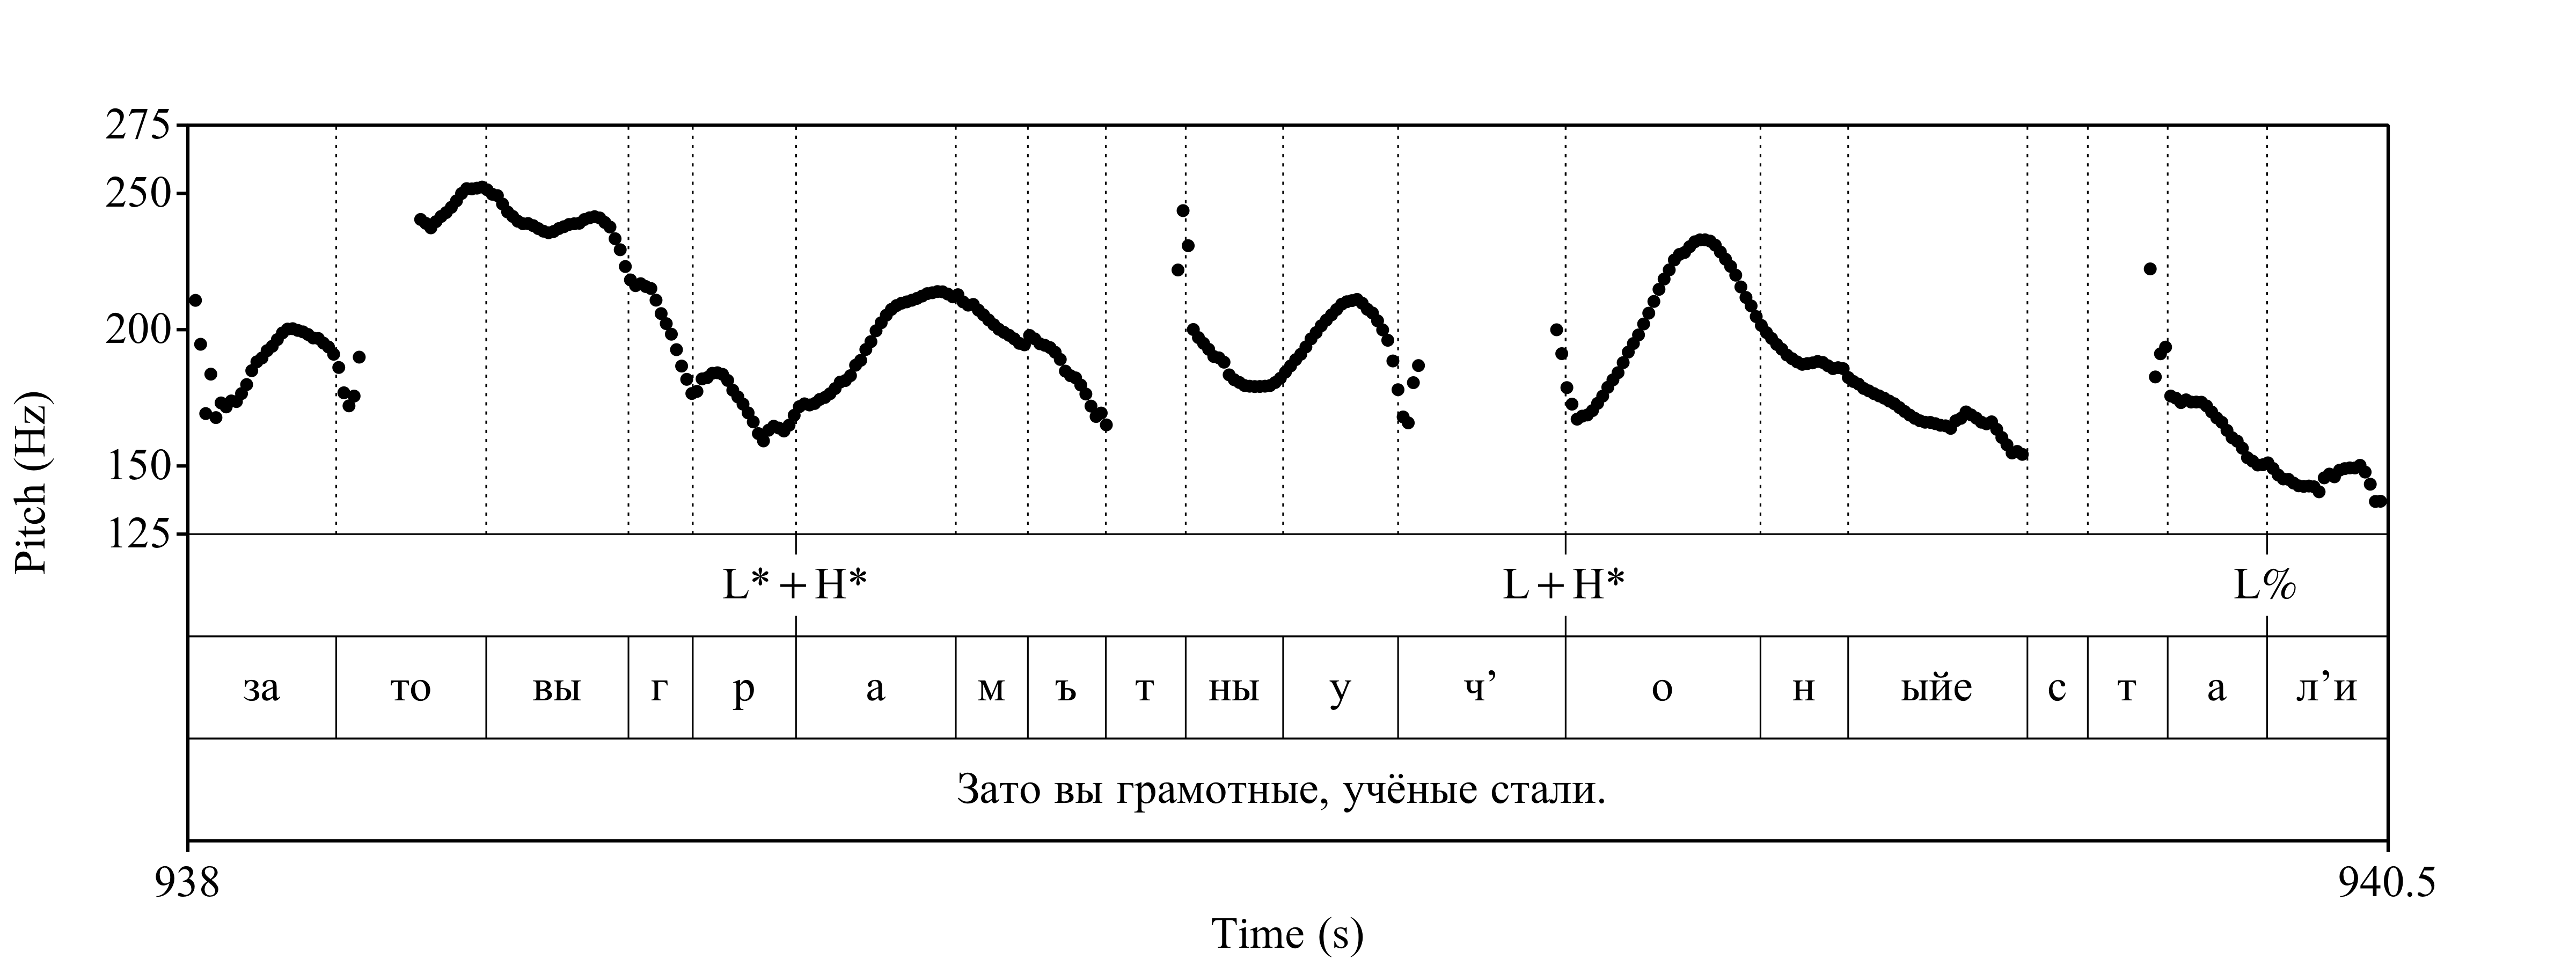 275
250
200
150
125
Pitch (Hz)
L*+H* L+H* L%
за то вы г р а м ъ т ны у ч’ о н ыйе с т а л’и
Зато вы грамотные, учёные стали.
938 940.5
Time (s)